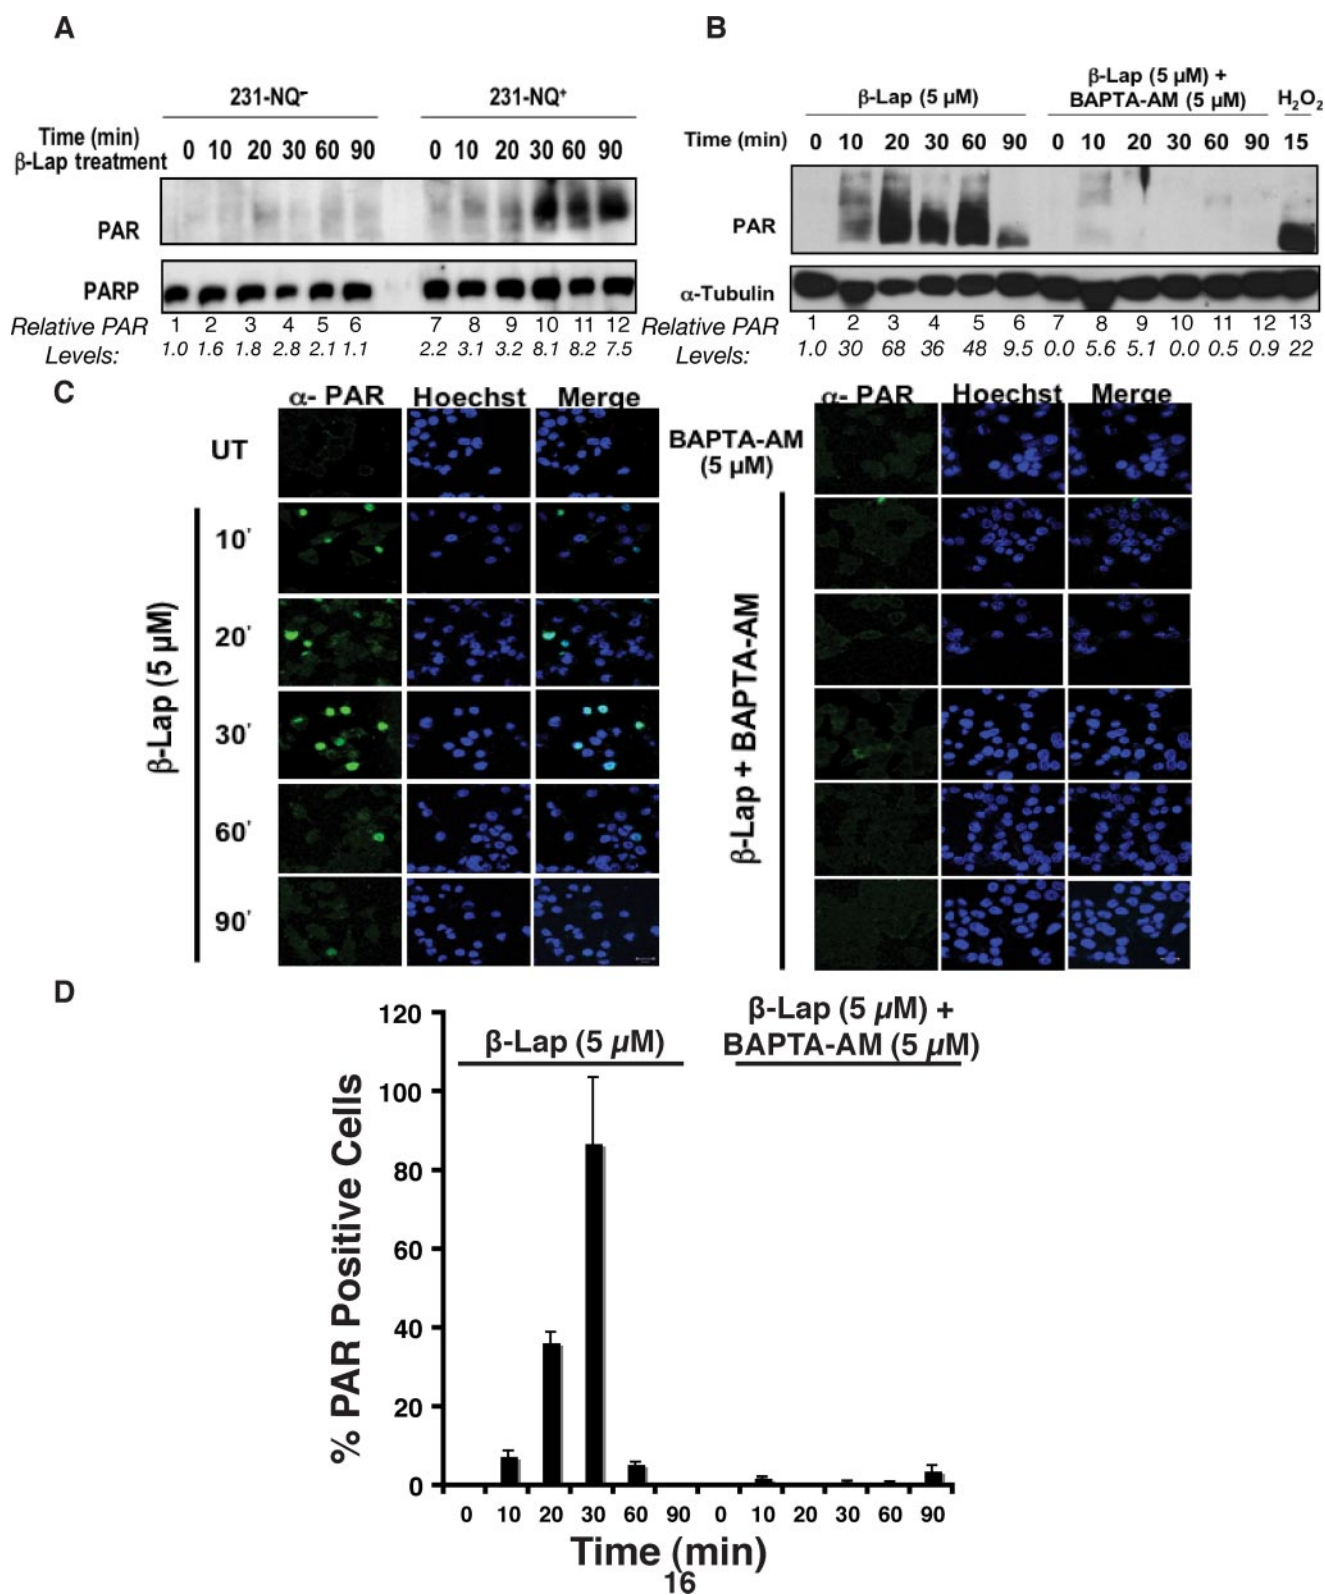 A
231-NQ⁻ 231-NQ⁺
Time (min)
β-Lap treatment 0 10 20 30 60 90 0 10 20 30 60 90
PAR
PARP
Relative PAR 1 2 3 4 5 6 7 8 9 10 11 12
Levels: 1.0 1.6 1.8 2.8 2.1 1.1 2.2 3.1 3.2 8.1 8.2 7.5
B
β-Lap (5 µM) β-Lap (5 µM) + BAPTA-AM (5 µM) H₂O₂
Time (min) 0 10 20 30 60 90 0 10 20 30 60 90 15
PAR
α-Tubulin
Relative PAR 1 2 3 4 5 6 7 8 9 10 11 12 13
Levels: 1.0 30 68 36 48 9.5 0.0 5.6 5.1 0.0 0.5 0.9 22
C
α- PAR Hoechst Merge
UT
β-Lap (5 µM)
10'
20'
30'
60'
90'
α- PAR Hoechst Merge
BAPTA-AM
(5 µM)
β-Lap + BAPTA-AM
D
β-Lap (5 µM)
β-Lap (5 µM) +
BAPTA-AM (5 µM)
% PAR Positive Cells
120
100
80
60
40
20
0
0 10 20 30 60 90 0 10 20 30 60 90
Time (min)
16